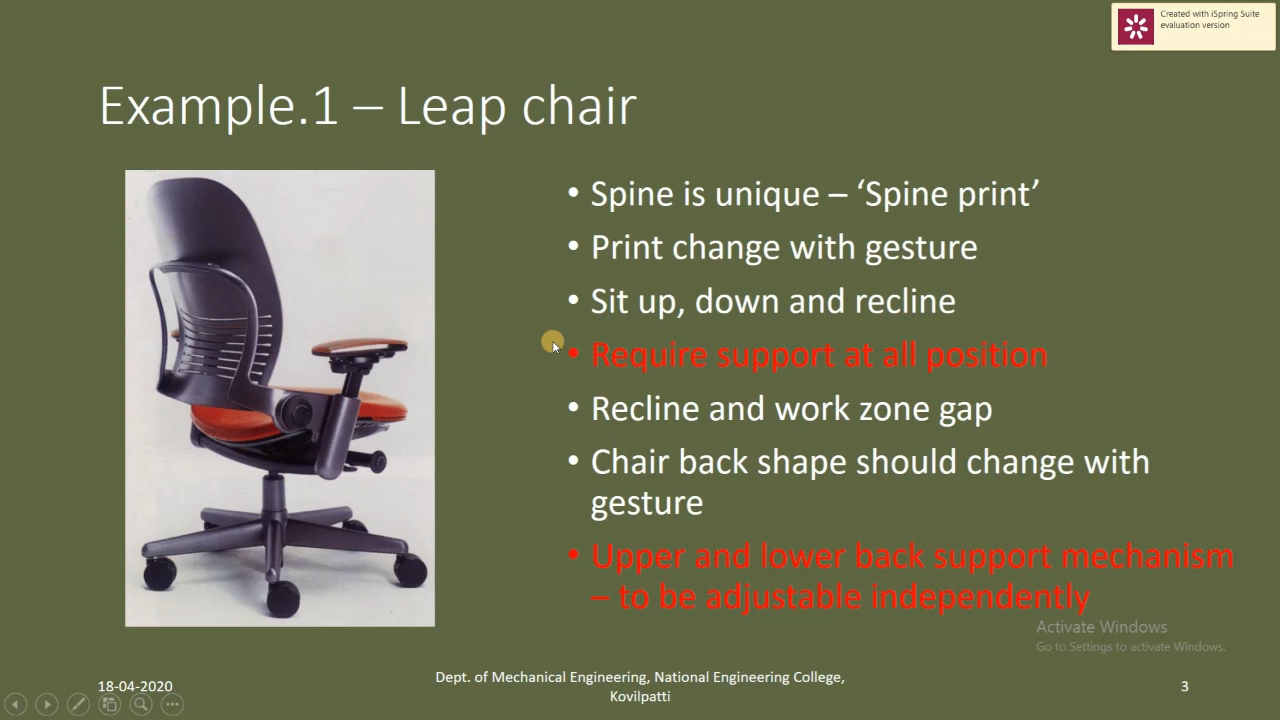 Created with iSpring Suite
evaluation version
Example.1 – Leap chair
• Spine is unique – ‘Spine print’
• Print change with gesture
• Sit up, down and recline
• Require support at all position
• Recline and work zone gap
• Chair back shape should change with
gesture
• Upper and lower back support mechanism
– to be adjustable independently
Activate Windows
Go to Settings to activate Windows.
18-04-2020
Dept. of Mechanical Engineering, National Engineering College,
Kovilpatti
3